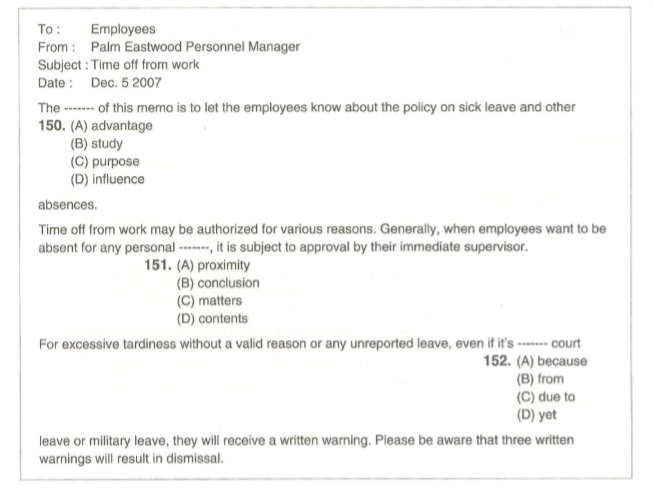 To : Employees
From : Palm Eastwood Personnel Manager
Subject : Time off from work
Date : Dec. 5 2007
The ------- of this memo is to let the employees know about the policy on sick leave and other
150. (A) advantage
(B) study
(C) purpose
(D) influence
absences.
Time off from work may be authorized for various reasons. Generally, when employees want to be
absent for any personal -------, it is subject to approval by their immediate supervisor.
151. (A) proximity
(B) conclusion
(C) matters
(D) contents
For excessive tardiness without a valid reason or any unreported leave, even if it's ------- court
152. (A) because
(B) from
(C) due to
(D) yet
leave or military leave, they will receive a written warning. Please be aware that three written
warnings will result in dismissal.